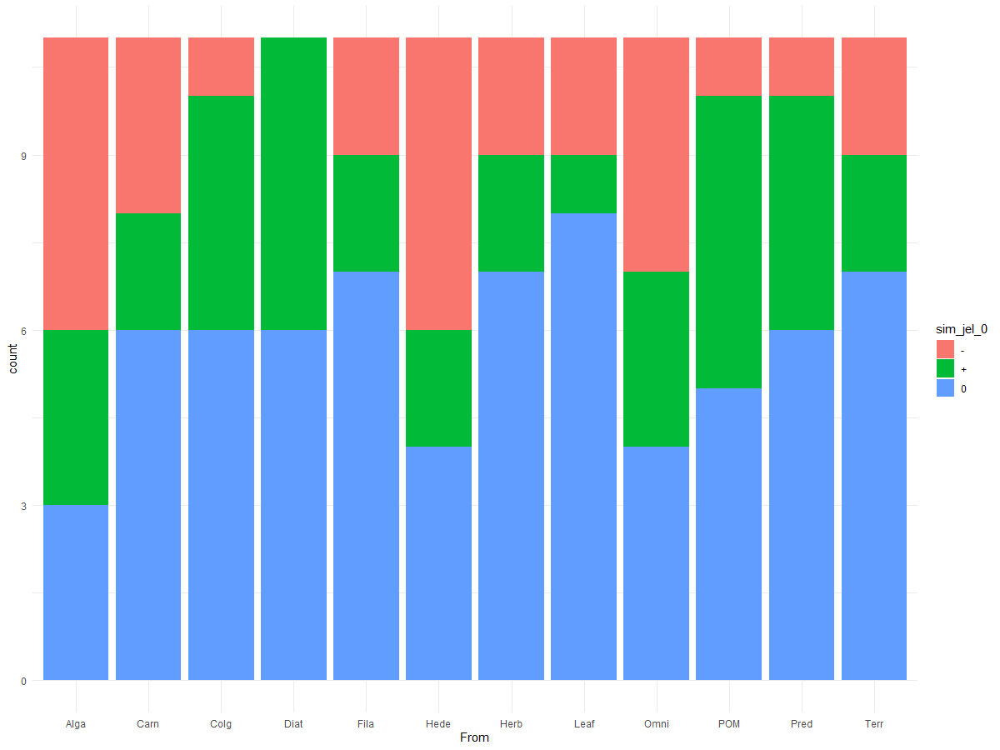 count
9
6
3
0
Alga Carn Colg Diat Fila Hede Herb Leaf Omni POM Pred Terr
From
sim_jel_0
-
+
0